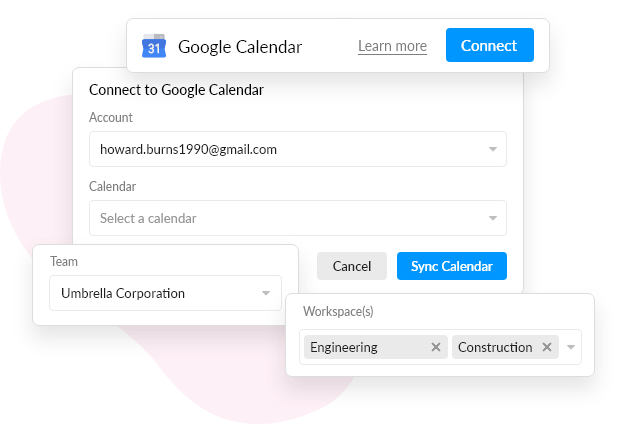 31 Google Calendar Learn more Connect
Connect to Google Calendar
Account
howard.burns1990@gmail.com
Calendar
Select a calendar
Cancel Sync Calendar
Team
Umbrella Corporation
Workspace(s)
Engineering Construction